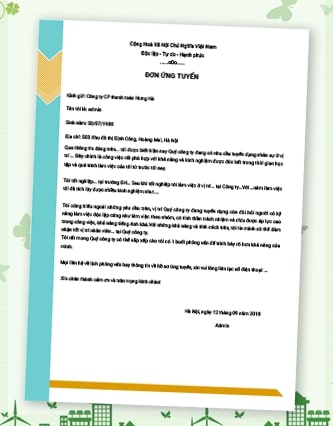 Cộng Hoà Xã Hội Chủ Nghĩa Việt Nam
Độc lập - Tự do - Hạnh phúc
.......o0o.......
ĐƠN ỨNG TUYỂN
Kính gửi: Công ty CP thanh toán Hưng Hà
Tên tôi là: admin
Sinh năm: 20/07/1983
Địa chỉ: Khu đô thị Định Công, Hoàng Mai, Hà Nội
Qua thông tin đăng trên... tôi được biết hiện nay Quý công ty đang có nhu cầu tuyển dụng nhân sự ở vị
trí ... Đây chính là công việc rất phù hợp với khả năng và kinh nghiệm được đúc kết trong thời gian học
tập và quá trình làm việc của tôi từ trước tới nay.
Tôi tốt nghiệp... tại trường ĐH... Sau khi tốt nghiệp tôi làm việc ở vị trí... tại Công ty...Với ...năm làm việc
tôi đã tích lũy được nhiều kinh nghiệm như.....
Tôi cũng hiểu ngoài những yêu cầu trên, vị trí Quý công ty đang tuyển dụng còn đòi hỏi người có kỹ
năng làm việc độc lập cũng như làm việc theo nhóm, có tinh thần trách nhiệm và chịu được áp lực cao
trong công việc, khả năng tiếng Anh khá. Với những khả năng và tính cách trên, tôi tin mình có thể đảm
nhận tốt vị trí nhân viên... tại Quý công ty.
Tôi rất mong Quý công ty có thể sắp xếp cho tôi có 1 buổi phỏng vấn để trình bày rõ hơn khả năng của
mình.
Mọi liên hệ về lịch phỏng vấn hay thông tin về hồ sơ ứng tuyển, xin vui lòng liên lạc số điện thoại ...
Xin chân thành cảm ơn và trân trọng kính chào!
Hà Nội, ngày 12 tháng 09 năm 2018
Admin